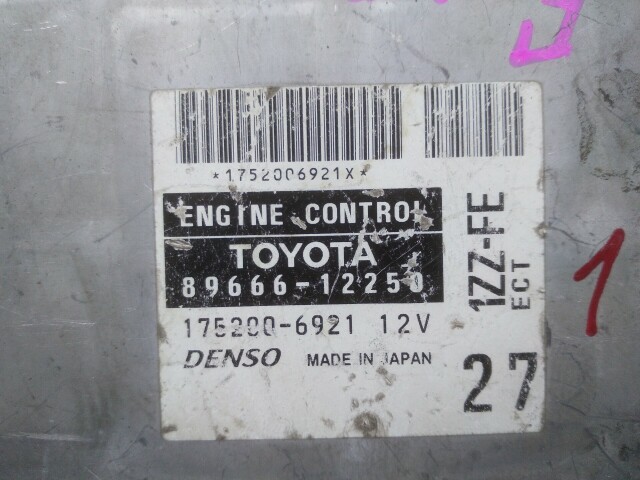 *1752006921X*
ENGINE CONTROL
TOYOTA
89666-12250
175200-6921 12V
DENSO MADE IN JAPAN
1ZZ-FE
ECT
27
1